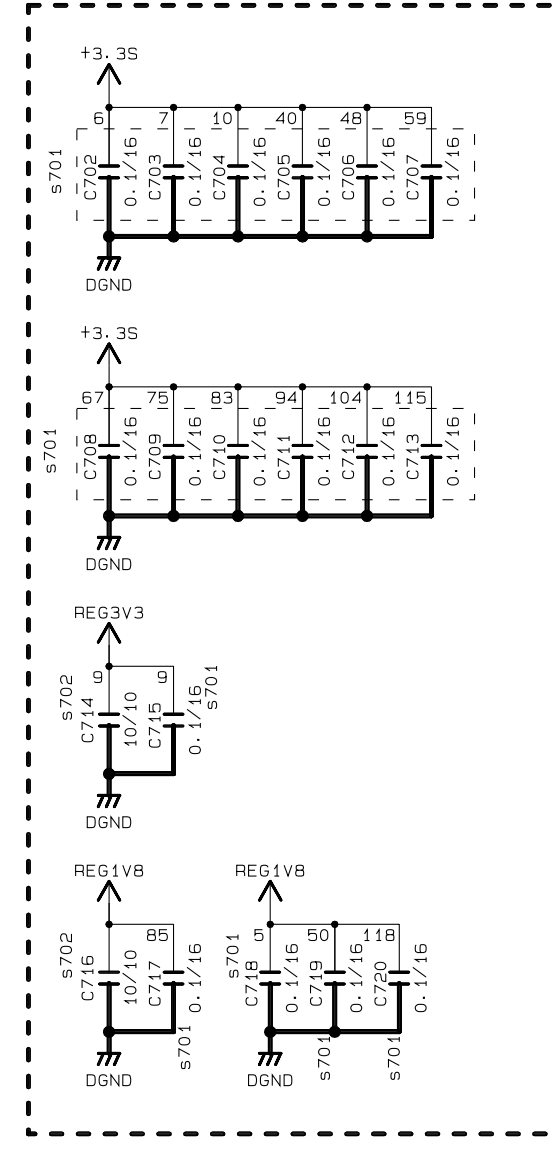 +3.3S
6 7 10 40 48 59
s701
C702 0.1/16 C703 0.1/16 C704 0.1/16 C705 0.1/16 C706 0.1/16 C707 0.1/16
DGND
+3.3S
67 75 83 94 104 115
s701
C708 0.1/16 C709 0.1/16 C710 0.1/16 C711 0.1/16 C712 0.1/16 C713 0.1/16
DGND
REG3V3
9 9
s702 C714 10/10 C715 0.1/16 s701
DGND
REG1V8 REG1V8
85 5 50 118
s702 C716 10/10 C717 0.1/16 s701 C718 0.1/16 C719 0.1/16 C720 0.1/16
s701 s701 s701
DGND DGND